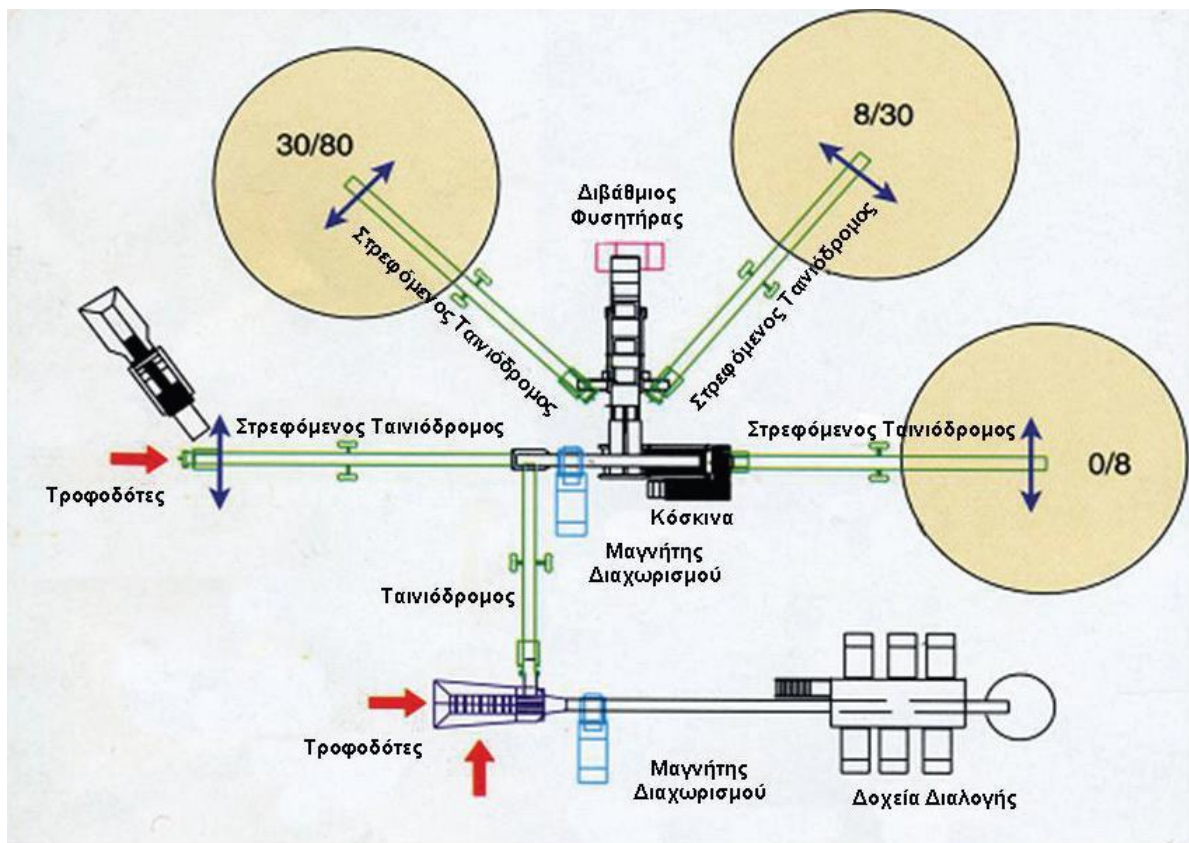 30/80
8/30
Διβάθμιος
Φυσητήρας
Στρεφόμενος Ταινιόδρομος
Στρεφόμενος Ταινιόδρομος
Στρεφόμενος Ταινιόδρομος
Στρεφόμενος Ταινιόδρομος
0/8
Τροφοδότες
Κόσκινα
Μαγνήτης
Διαχωρισμού
Ταινιόδρομος
Τροφοδότες
Μαγνήτης
Διαχωρισμού
Δοχεία Διαλογής